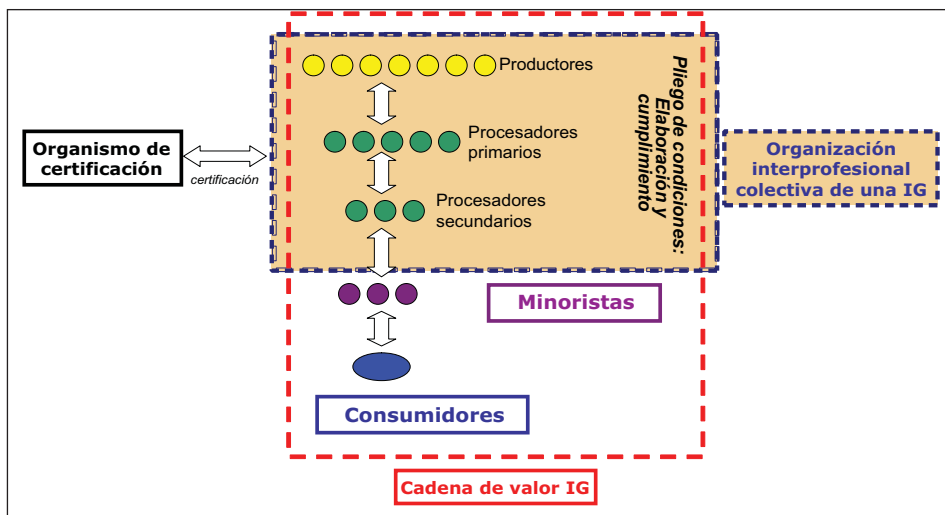 Productores
Procesadores
primarios
Procesadores
secundarios
Pliego de condiciones:
Elaboración y
cumplimiento
Organismo de
certificación
certificación
Organización
interprofesional
colectiva de una IG
Minoristas
Consumidores
Cadena de valor IG